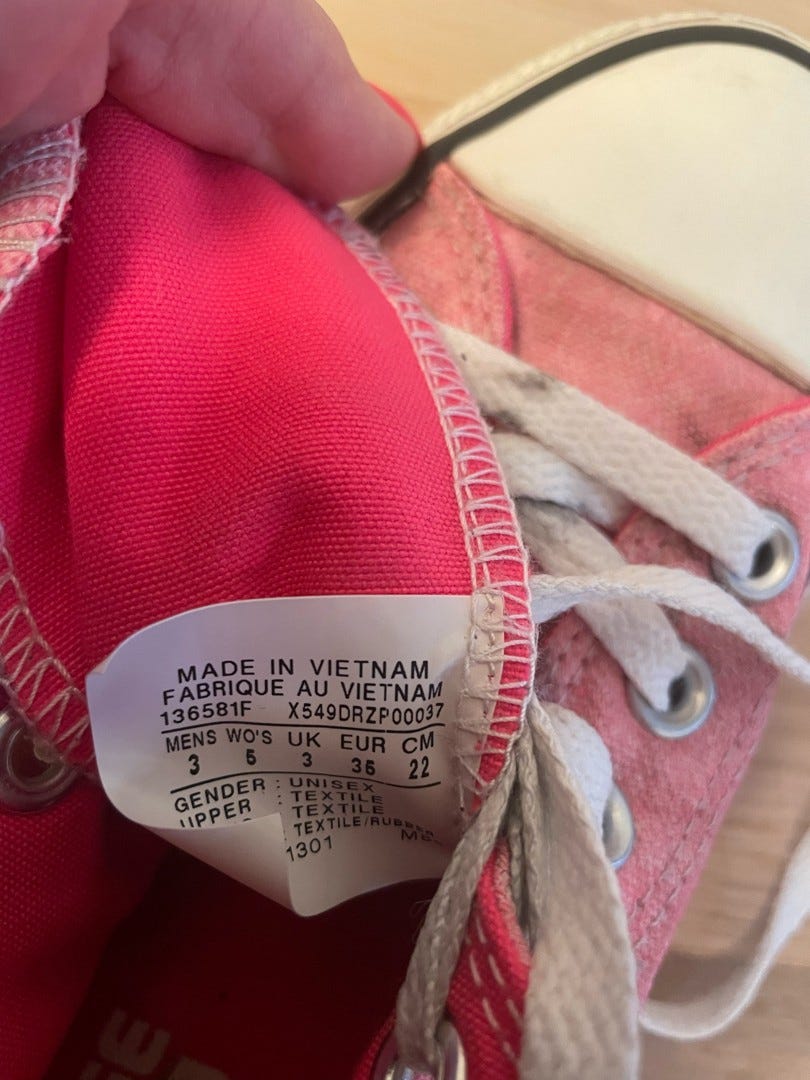 MADE IN VIETNAM
FABRIQUE AU VIETNAM
136581F X549DRZP00037
MENS WO'S UK EUR CM
3 5 3 35 22
GENDER : UNISEX
UPPER : TEXTILE
: TEXTILE
TEXTILE/RUBBER
1301